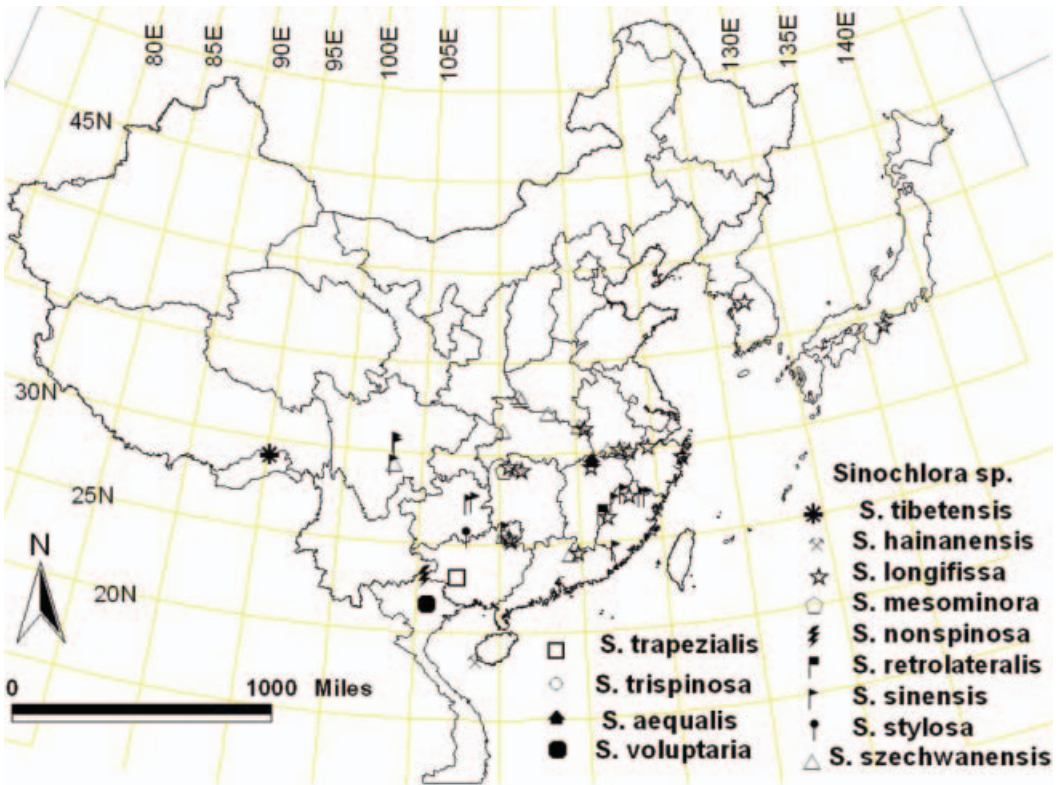 80E 85E 90E 95E 100E 105E 130E 135E 140E
45N
30N
25N
20N
N
0 1000 Miles
Sinochlora sp.
S. tibetensis
S. hainanensis
S. longifissa
S. mesominora
S. nonspinosa
S. retrolateralis
S. sinensis
S. stylosa
S. szechwanensis
S. trapezialis
S. trispinosa
S. aequalis
S. voluptaria